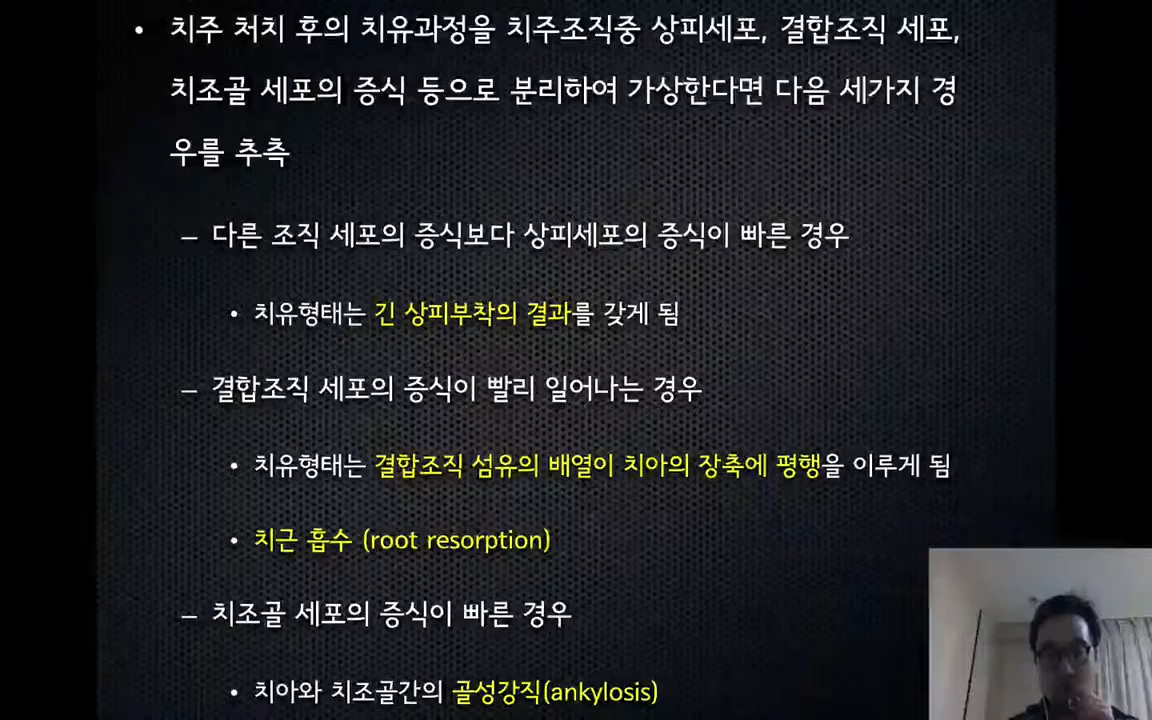 • 치주 처치 후의 치유과정을 치주조직중 상피세포, 결합조직 세포,
치조골 세포의 증식 등으로 분리하여 가상한다면 다음 세가지 경
우를 추측
– 다른 조직 세포의 증식보다 상피세포의 증식이 빠른 경우
• 치유형태는 긴 상피부착의 결과를 갖게 됨
– 결합조직 세포의 증식이 빨리 일어나는 경우
• 치유형태는 결합조직 섬유의 배열이 치아의 장축에 평행을 이루게 됨
• 치근 흡수 (root resorption)
– 치조골 세포의 증식이 빠른 경우
• 치아와 치조골간의 골성강직(ankylosis)